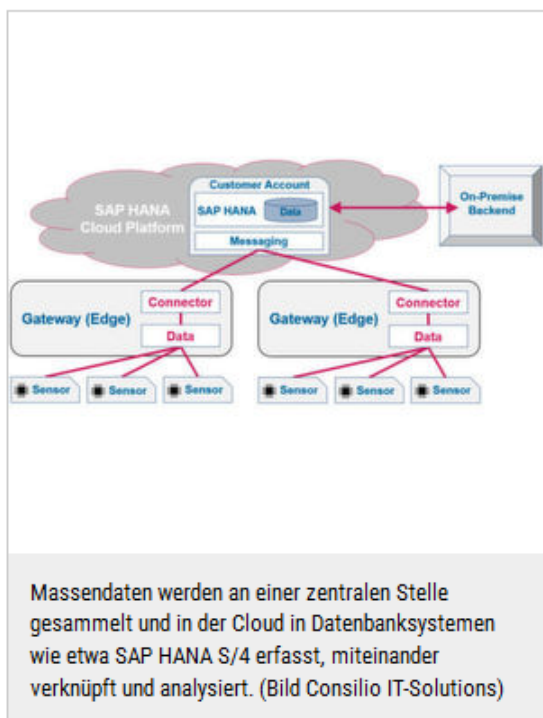 Customer Account
SAP HANA
Cloud Platform
SAP HANA
Data
Messaging
On-Premise
Backend
Gateway (Edge)
Connector
Data
Gateway (Edge)
Connector
Data
Sensor
Sensor
Sensor
Sensor
Sensor
Sensor
Massendaten werden an einer zentralen Stelle
gesammelt und in der Cloud in Datenbanksystemen
wie etwa SAP HANA S/4 erfasst, miteinander
verknüpft und analysiert. (Bild Consilio IT-Solutions)